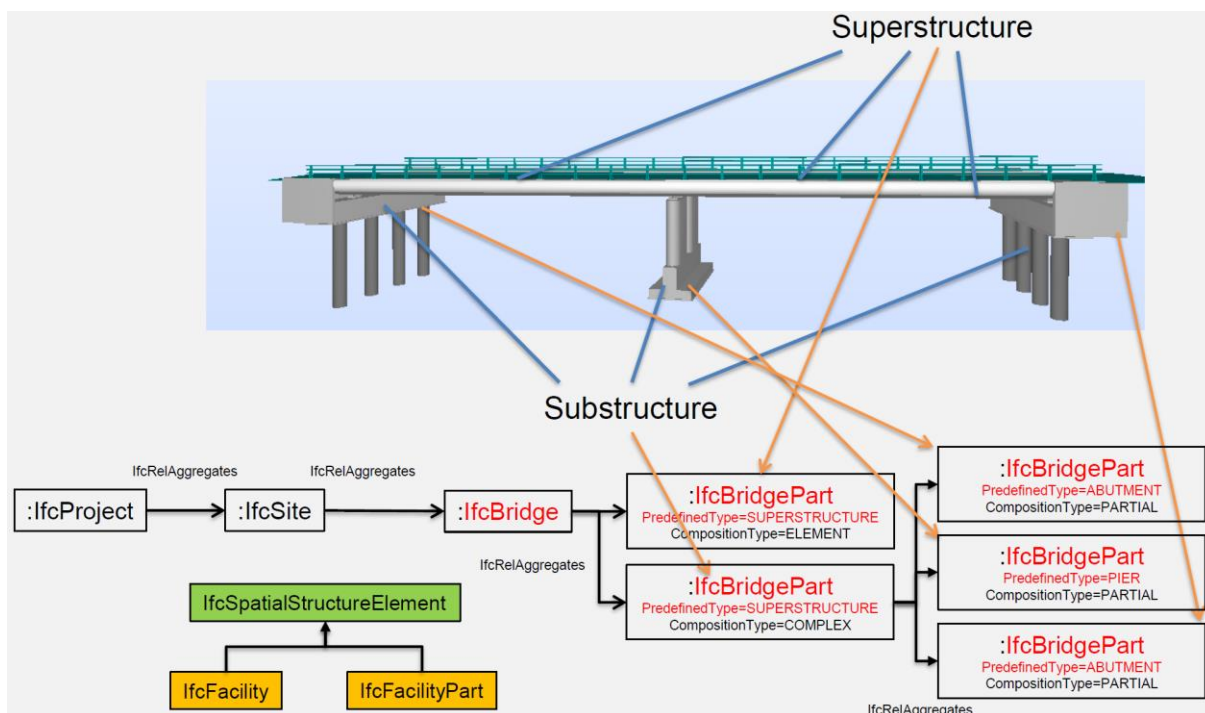 Superstructure
Substructure
IfcRelAggregates
IfcRelAggregates
:IfcProject
:IfcSite
:IfcBridge
IfcRelAggregates
:IfcBridgePart
PredefinedType=SUPERSTRUCTURE
CompositionType=ELEMENT
:IfcBridgePart
PredefinedType=SUPERSTRUCTURE
CompositionType=COMPLEX
:IfcBridgePart
PredefinedType=ABUTMENT
CompositionType=PARTIAL
:IfcBridgePart
PredefinedType=PIER
CompositionType=PARTIAL
:IfcBridgePart
PredefinedType=ABUTMENT
CompositionType=PARTIAL
IfcRelAggregates
IfcSpatialStructureElement
IfcFacility
IfcFacilityPart